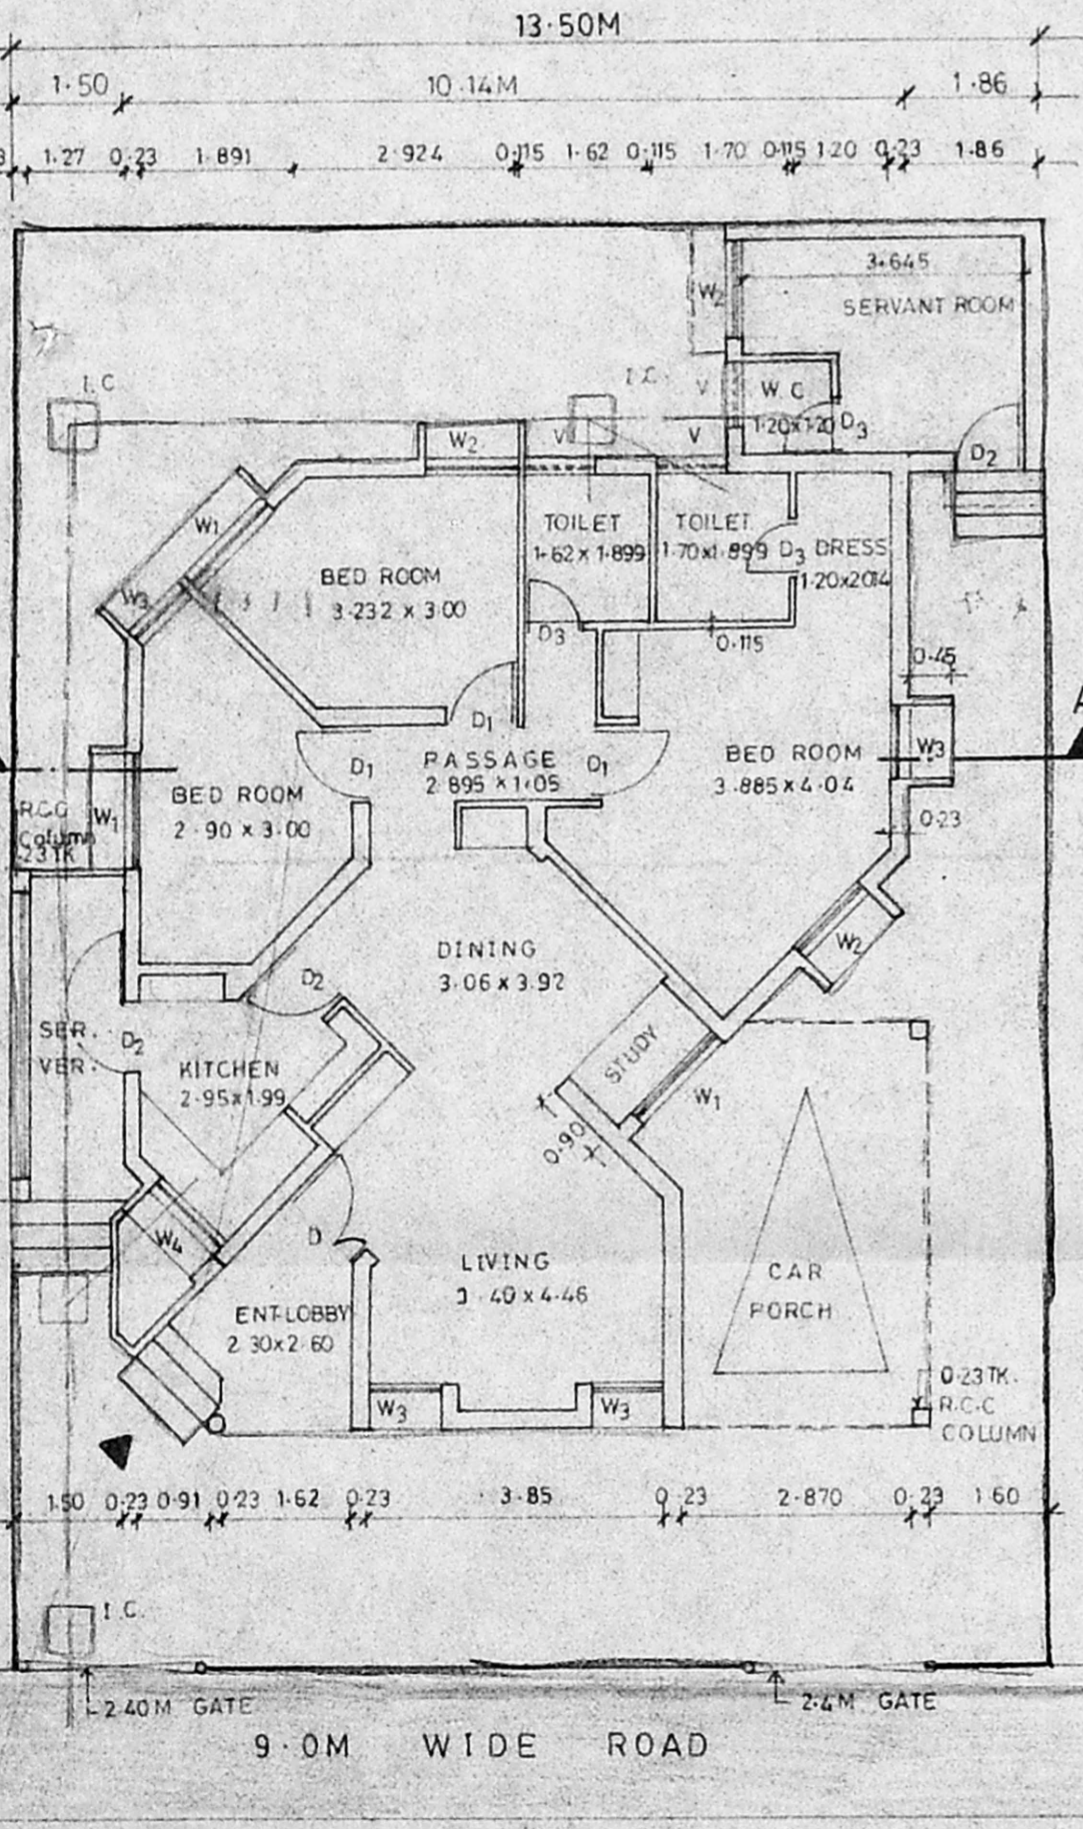 13·50M
1·50 10·14M 1·86
1·27 0·23 1·891 2·924 0·115 1·62 0·115 1·70 0·115 1·20 0·23 1·86
3·645
SERVANT ROOM
W2
I.C
I.C.
V
W.C
1·20x1·20
D3
W2
V
V
D2
W1
TOILET
1·62 x 1·899
TOILET
1·70x1·899
D3
DRESS
1·20x2·014
BED ROOM
3·232 x 3·00
W3
D3
0·115
0·45
D1
PASSAGE
2·895 x 1·05
D1
D1
BED ROOM
3·885 x 4·04
W3
BED ROOM
2·90 x 3·00
R.C.C
Column
·23 TK
W1
0·23
W2
DINING
3·06 x 3·92
D2
SER.
VER.
D2
KITCHEN
2·95x1·99
STUDY
W1
0·90
W4
D
LIVING
·40 x 4·46
CAR
PORCH
ENT·LOBBY
2·30x2·60
W3
W3
0·23 TK.
R.C.C
COLUMN
1·50 0·23 0·91 0·23 1·62 0·23 3·85 0·23 2·870 0·23 1·60
I.C.
2·40M GATE
2·4M GATE
9·0M WIDE ROAD